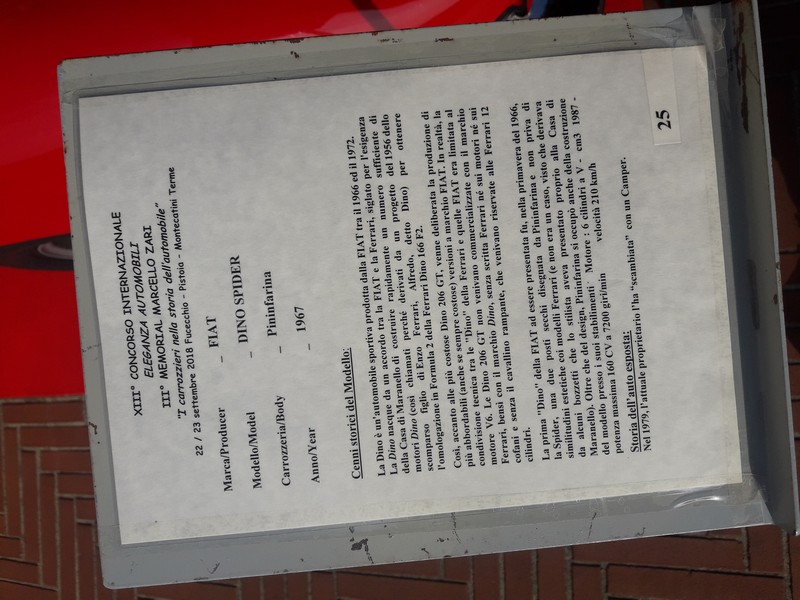 XIII° CONCORSO INTERNAZIONALE
ELEGANZA AUTOMOBILI
III° MEMORIAL MARCELLO ZARI
"I carrozzieri nella storia dell'automobile"
22 / 23 settembre 2018 Fucecchio - Pistoia - Montecatini Terme
Marca/Producer – FIAT
Modello/Model – DINO SPIDER
Carrozzeria/Body – Pininfarina
Anno/Year – 1967
Cenni storici del Modello:
La Dino è un'automobile sportiva prodotta dalla FIAT tra il 1966 ed il 1972.
La Dino nacque da un accordo tra la FIAT e la Ferrari, siglato per l'esigenza
della Casa di Maranello di costruire rapidamente un numero sufficiente di
motori Dino (così chiamati perché derivati da un progetto del 1956 dello
scomparso figlio di Enzo Ferrari, Alfredo, detto Dino) per ottenere
l'omologazione in Formula 2 della Ferrari Dino 166 F2.
Così, accanto alle più costose Dino 206 GT, venne deliberata la produzione di
più abbordabili (anche se sempre costose) versioni a marchio FIAT. In realtà, la
condivisione tecnica tra le "Dino" della Ferrari e quelle FIAT era limitata al
motore V6. Le Dino 206 GT non venivano commercializzate con il marchio
Ferrari, bensì con il marchio Dino, senza scritta Ferrari né sui motori né sui
cofani e senza il cavallino rampante, che venivano riservate alle Ferrari 12
cilindri.
La prima "Dino" della FIAT ad essere presentata fu, nella primavera del 1966,
la Spider, una due posti secchi disegnata da Pininfarina e non priva di
similitudini estetiche coi modelli Ferrari (e non era un caso, visto che derivava
da alcuni bozzetti che lo stilista aveva presentato proprio alla Casa di
Maranello). Oltre che del design, Pininfarina si occupò anche della costruzione
del modello presso i suoi stabilimenti Motore : 6 cilindri a V - cm3 1987 -
potenza massima 160 CV a 7200 giri/min velocità 210 km/h
Storia dell'auto esposta:
Nel 1979, l'attuale proprietario l'ha "scambiata" con un Camper.
25